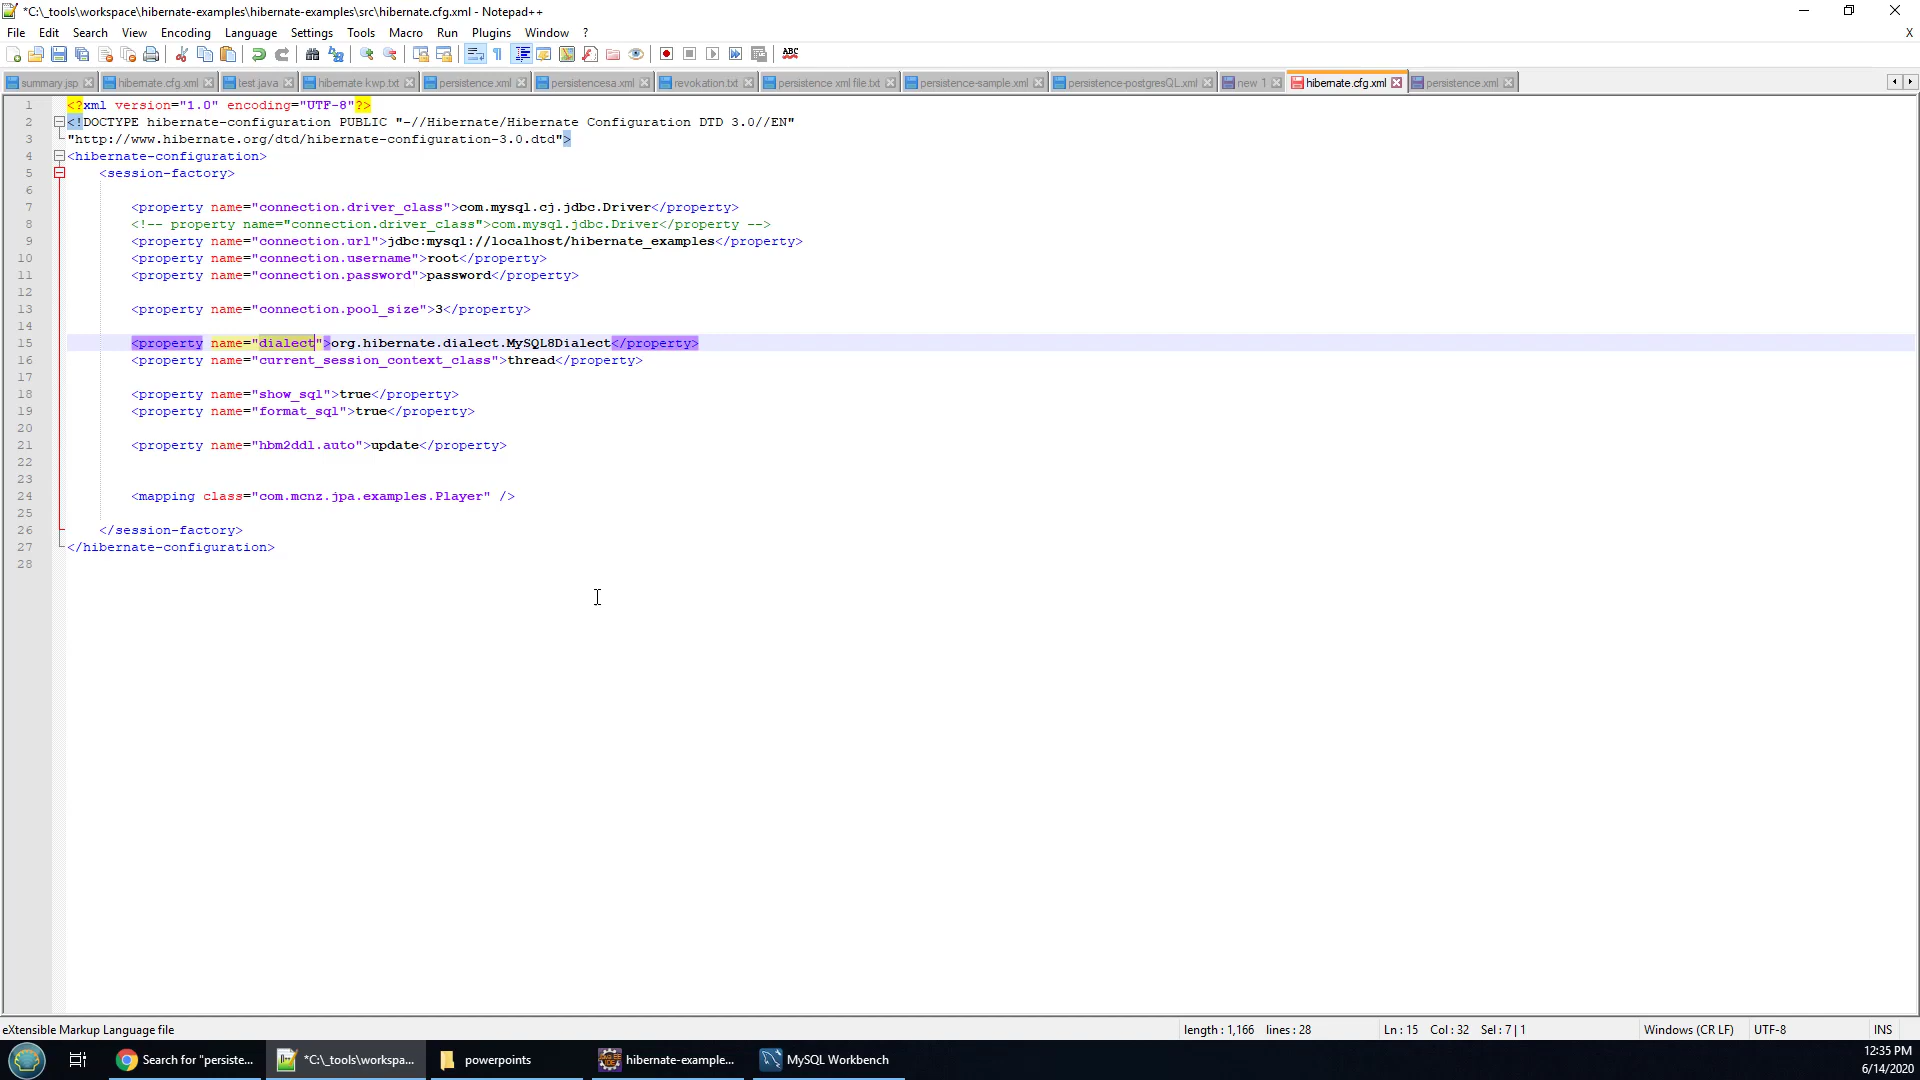 *C:\_tools\workspace\hibernate-examples\hibernate-examples\src\hibernate.cfg.xml - Notepad++
File Edit Search View Encoding Language Settings Tools Macro Run Plugins Window ? X
ABC
summary.jsp hibernate.cfg.xml test.java hibernate kwp.txt persistence.xml persistencesa.xml revokation.txt persistence xml file.txt persistence-sample.xml persistence-postgresQL.xml new 1 hibernate.cfg.xml persistence.xml
1 <?xml version="1.0" encoding="UTF-8"?>
2 <!DOCTYPE hibernate-configuration PUBLIC "-//Hibernate/Hibernate Configuration DTD 3.0//EN"
3 "http://www.hibernate.org/dtd/hibernate-configuration-3.0.dtd">
4 <hibernate-configuration>
5 <session-factory>
6
7 <property name="connection.driver_class">com.mysql.cj.jdbc.Driver</property>
8 <!-- property name="connection.driver_class">com.mysql.jdbc.Driver</property -->
9 <property name="connection.url">jdbc:mysql://localhost/hibernate_examples</property>
10 <property name="connection.username">root</property>
11 <property name="connection.password">password</property>
12
13 <property name="connection.pool_size">3</property>
14
15 <property name="dialect">org.hibernate.dialect.MySQL8Dialect</property>
16 <property name="current_session_context_class">thread</property>
17
18 <property name="show_sql">true</property>
19 <property name="format_sql">true</property>
20
21 <property name="hbm2ddl.auto">update</property>
22
23
24 <mapping class="com.mcnz.jpa.examples.Player" />
25
26 </session-factory>
27 </hibernate-configuration>
28
eXtensible Markup Language file length : 1,166 lines : 28 Ln : 15 Col : 32 Sel : 7 | 1 Windows (CR LF) UTF-8 INS
Search for "persiste... *C:\_tools\workspa... powerpoints hibernate-example... MySQL Workbench 12:35 PM
6/14/2020